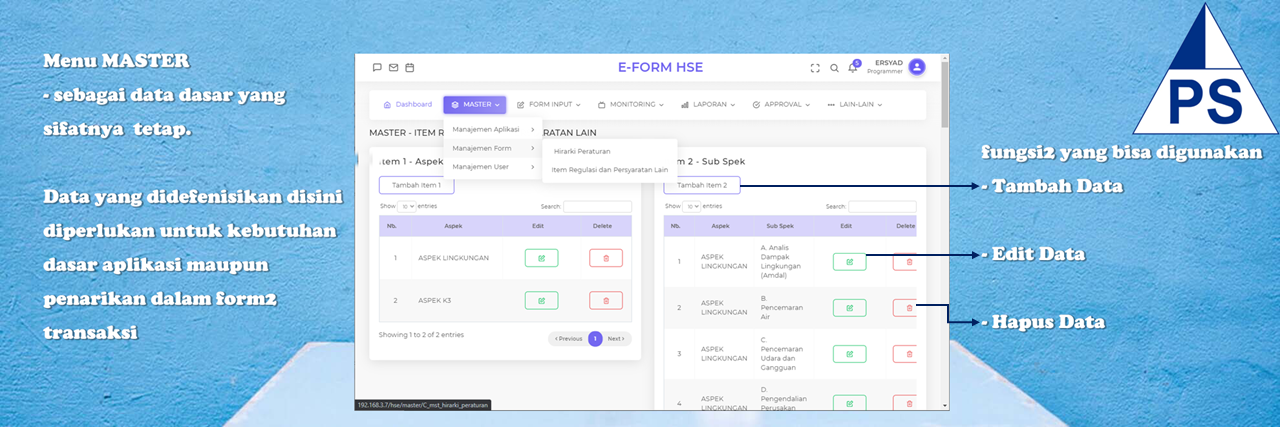 Menu MASTER
- sebagai data dasar yang
sifatnya tetap.
Data yang didefenisikan disini
diperlukan untuk kebutuhan
dasar aplikasi maupun
penarikan dalam form2
transaksi
E-FORM HSE
5
ERSYAD
Programmer
Dashboard
MASTER
FORM INPUT
MONITORING
LAPORAN
APPROVAL
LAIN-LAIN
MASTER - ITEM R
ARATAN LAIN
Manajemen Aplikasi
Manajemen Form
Manajemen User
Hirarki Peraturan
Item Regulasi dan Persyaratan Lain
tem 1 - Aspek
Tambah Item 1
Show 10 entries
Search:
No. Aspek Edit Delete
1 ASPEK LINGKUNGAN
2 ASPEK K3
Showing 1 to 2 of 2 entries
‹ Previous 1 Next ›
m 2 - Sub Spek
Tambah Item 2
Show 10 entries
Search:
No. Aspek Sub Spek Edit Delete
1
ASPEK
LINGKUNGAN
A. Analis
Dampak
Lingkungan
(Amdal)
2
ASPEK
LINGKUNGAN
B.
Pencemaran
Air
3
ASPEK
LINGKUNGAN
C.
Pencemaran
Udara dan
Gangguan
4
ASPEK
LINGKUNGAN
D.
Pengendalian
Perusakan
192.168.3.7/hse/master/C_mst_hirarki_peraturan
PS
fungsi2 yang bisa digunakan
- Tambah Data
- Edit Data
- Hapus Data